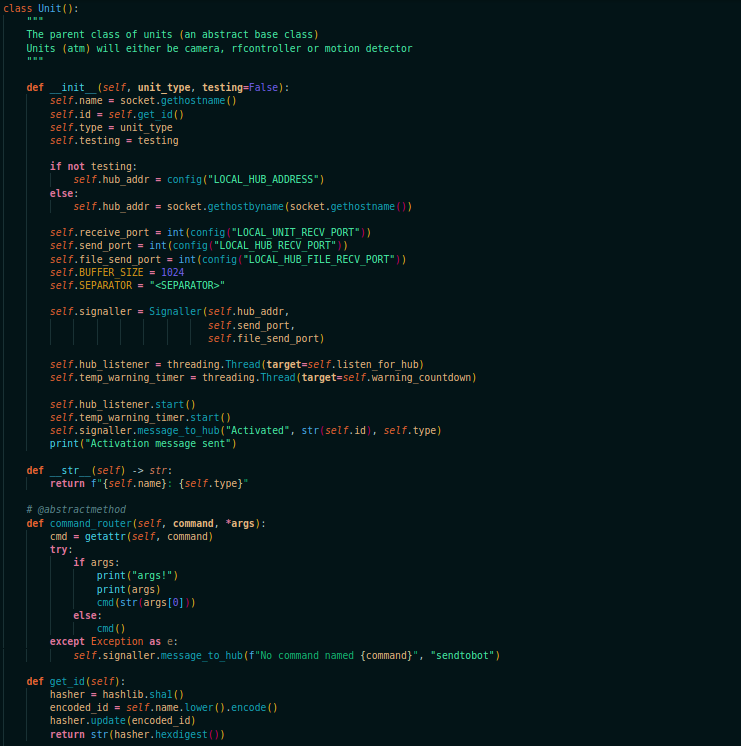 class Unit():
    """
    The parent class of units (an abstract base class)
    Units (atm) will either be camera, rfcontroller or motion detector
    """
    def __init__(self, unit_type, testing=False):
        self.name = socket.gethostname()
        self.id = self.get_id()
        self.type = unit_type
        self.testing = testing
        if not testing:
            self.hub_addr = config("LOCAL_HUB_ADDRESS")
        else:
            self.hub_addr = socket.gethostbyname(socket.gethostname())
        self.receive_port = int(config("LOCAL_UNIT_RECV_PORT"))
        self.send_port = int(config("LOCAL_HUB_RECV_PORT"))
        self.file_send_port = int(config("LOCAL_HUB_FILE_RECV_PORT"))
        self.BUFFER_SIZE = 1024
        self.SEPARATOR = "<SEPARATOR>"
        self.signaller = Signaller(self.hub_addr,
                                   self.send_port,
                                   self.file_send_port)
        self.hub_listener = threading.Thread(target=self.listen_for_hub)
        self.temp_warning_timer = threading.Thread(target=self.warning_countdown)
        self.hub_listener.start()
        self.temp_warning_timer.start()
        self.signaller.message_to_hub("Activated", str(self.id), self.type)
        print("Activation message sent")
    def __str__(self) -> str:
        return f"{self.name}: {self.type}"
    # @abstractmethod
    def command_router(self, command, *args):
        cmd = getattr(self, command)
        try:
            if args:
                print("args!")
                print(args)
                cmd(str(args[0]))
            else:
                cmd()
        except Exception as e:
            self.signaller.message_to_hub(f"No command named {command}", "sendtobot")
    def get_id(self):
        hasher = hashlib.sha1()
        encoded_id = self.name.lower().encode()
        hasher.update(encoded_id)
        return str(hasher.hexdigest())